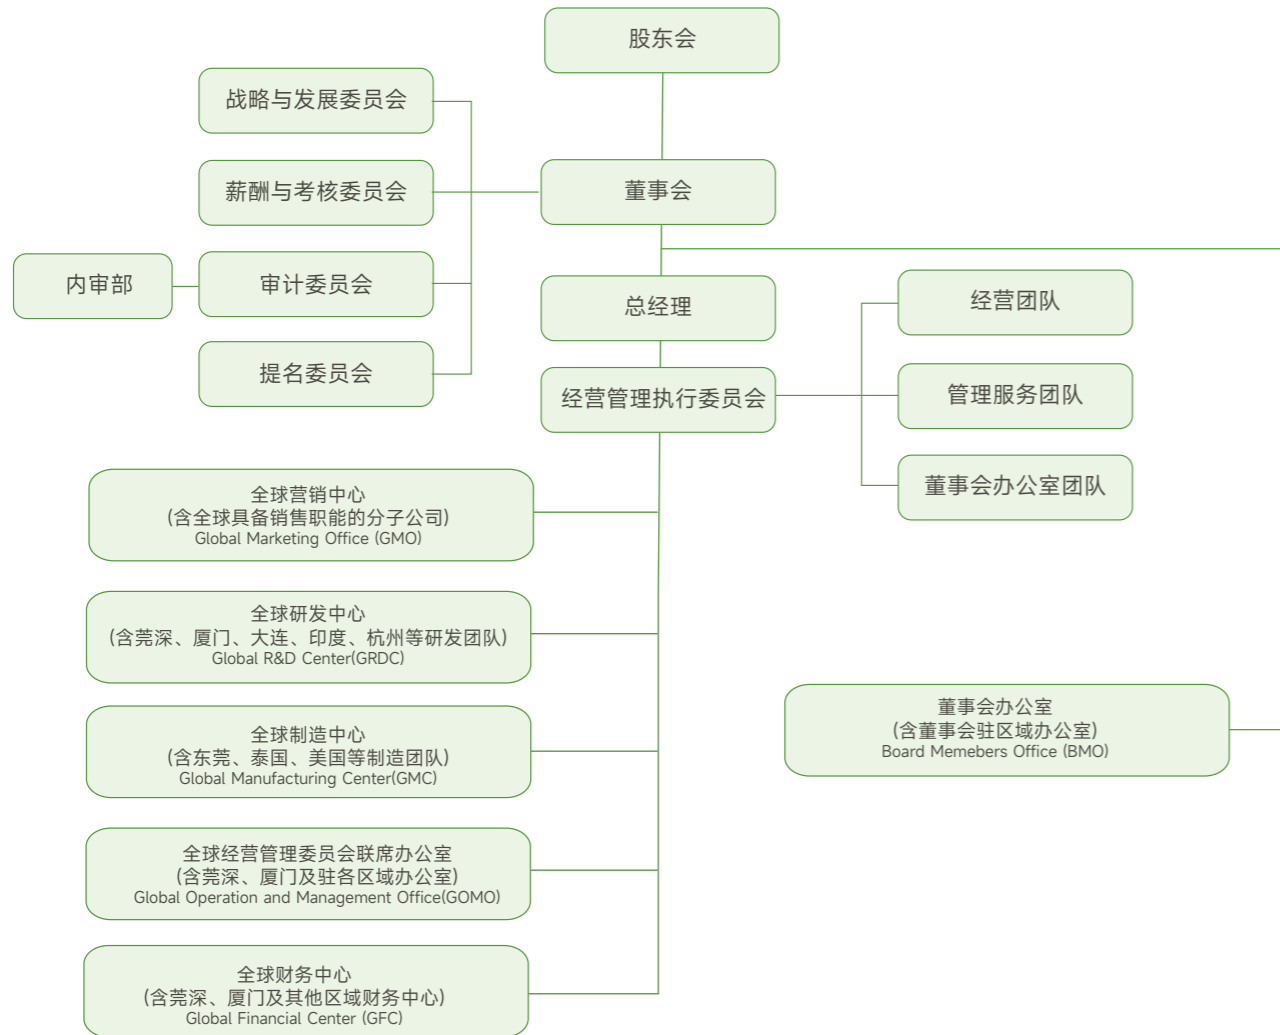 股东会
战略与发展委员会
薪酬与考核委员会
董事会
内审部
审计委员会
总经理
经营团队
提名委员会
经营管理执行委员会
管理服务团队
董事会办公室团队
全球营销中心
(含全球具备销售职能的分子公司)
Global Marketing Office (GMO)
全球研发中心
(含莞深、厦门、大连、印度、杭州等研发团队)
Global R&D Center(GRDC)
全球制造中心
(含东莞、泰国、美国等制造团队)
Global Manufacturing Center(GMC)
董事会办公室
(含董事会驻区域办公室)
Board Memebers Office (BMO)
全球经营管理委员会联席办公室
(含莞深、厦门及驻各区域办公室)
Global Operation and Management Office(GOMO)
全球财务中心
(含莞深、厦门及其他区域财务中心)
Global Financial Center (GFC)